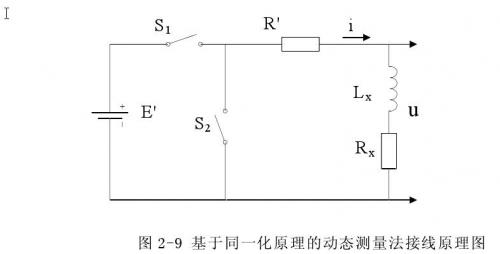 S₁
R'
i
Lₓ
+
E'
-
S₂
u
Rₓ
图 2-9 基于同一化原理的动态测量法接线原理图